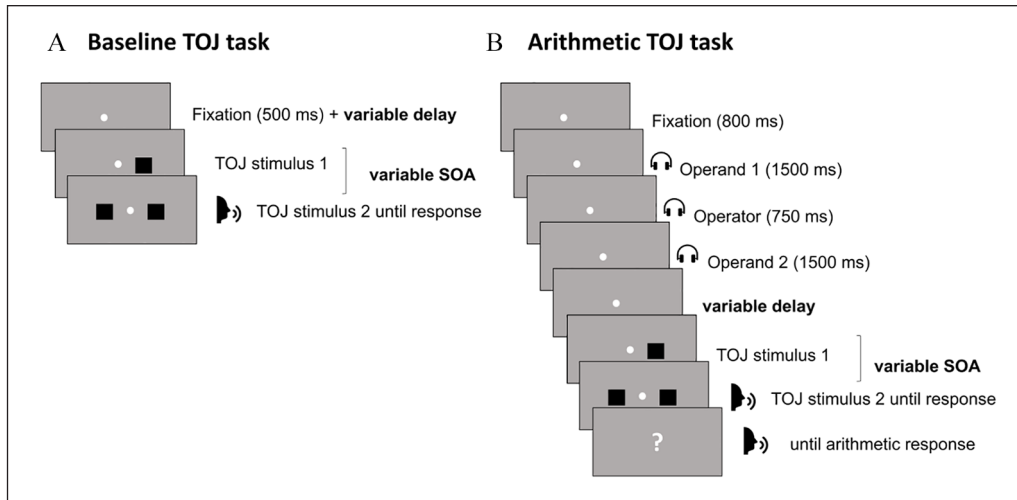 A Baseline TOJ task
Fixation (500 ms) + variable delay
TOJ stimulus 1
variable SOA
TOJ stimulus 2 until response
B Arithmetic TOJ task
Fixation (800 ms)
Operand 1 (1500 ms)
Operator (750 ms)
Operand 2 (1500 ms)
variable delay
TOJ stimulus 1
variable SOA
TOJ stimulus 2 until response
?
until arithmetic response